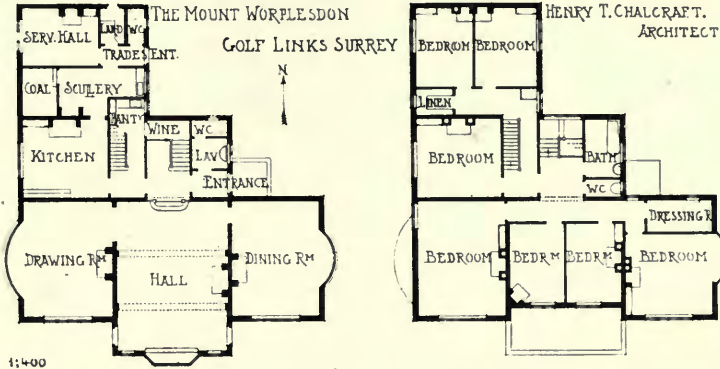 THE MOUNT WORPLESDON
GOLF LINKS SURREY
N
SERV. HALL
LARD
WC
TRADES ENT.
COAL
SCULLERY
PANTY
WINE
WC
KITCHEN
LAV
ENTRANCE
DRAWING RM
HALL
DINING RM
1:400
HENRY T. CHALCRAFT.
ARCHITECT
BEDROOM
BEDROOM
LINEN
BEDROOM
BATH
WC
DRESSING R
BEDROOM
BEDRM
BEDRM
BEDROOM